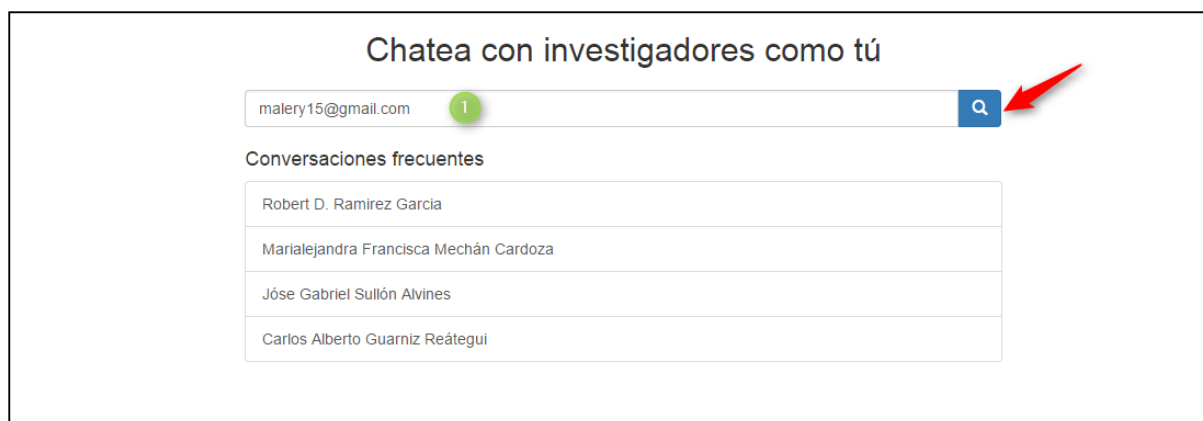 Chatea con investigadores como tú
malery15@gmail.com 1
Conversaciones frecuentes
Robert D. Ramirez Garcia
Marialejandra Francisca Mechán Cardoza
Jóse Gabriel Sullón Alvines
Carlos Alberto Guarniz Reátegui